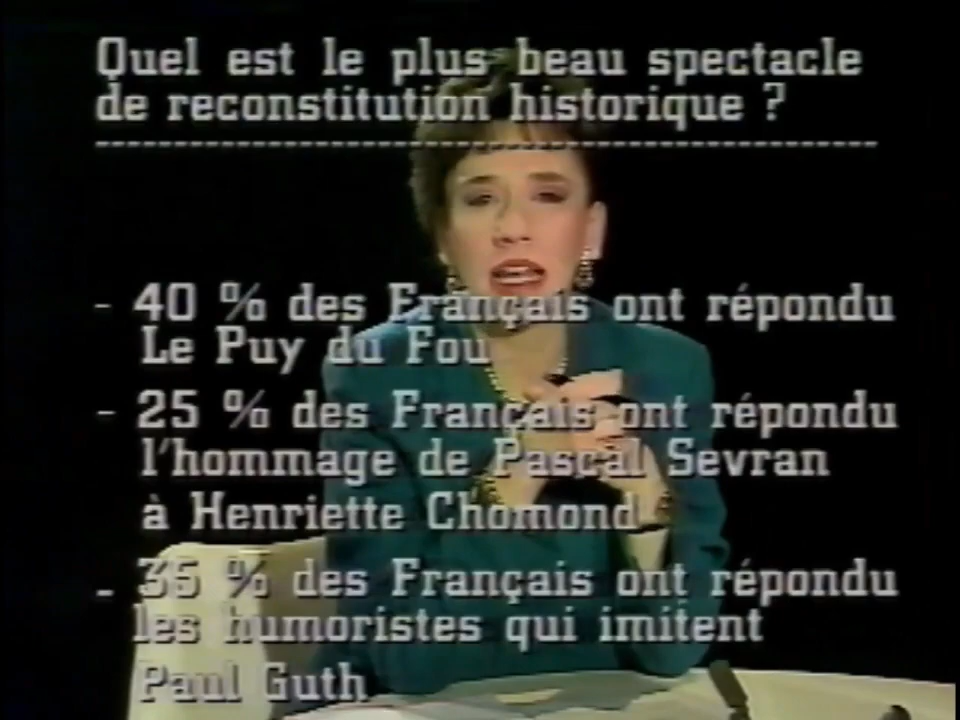 Quel est le plus beau spectacle
de reconstitution historique ?
- 40 % des Français ont répondu
Le Puy du Fou
- 25 % des Français ont répondu
l'hommage de Pascal Sevran
à Henriette Chomond
- 35 % des Français ont répondu
les humoristes qui imitent
Paul Guth